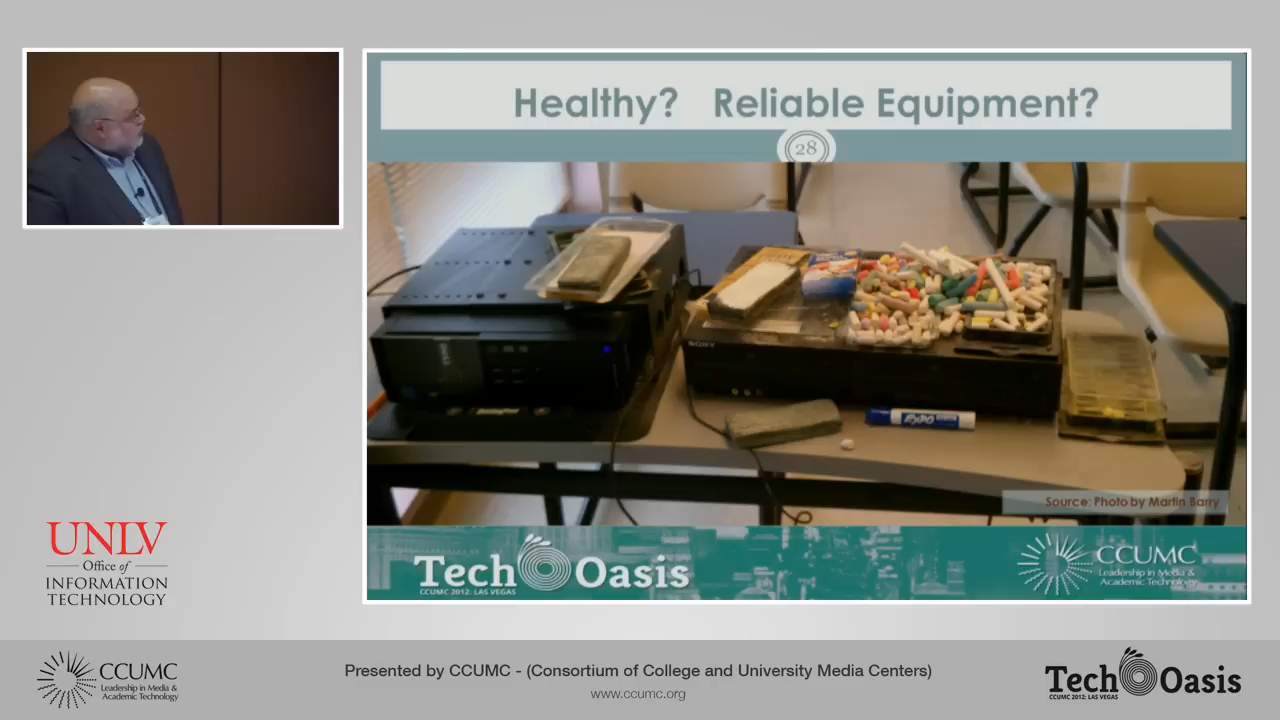 Healthy? Reliable Equipment?
28
SONY
EXPO
Source: Photo by Martin Barry
Tech Oasis
CCUMC 2012: LAS VEGAS
CCUMC
Leadership in Media &
Academic Technology
UNLV
Office of
INFORMATION
TECHNOLOGY
CCUMC
Leadership in Media &
Academic Technology
Presented by CCUMC - (Consortium of College and University Media Centers)
www.ccumc.org
Tech Oasis
CCUMC 2012: LAS VEGAS